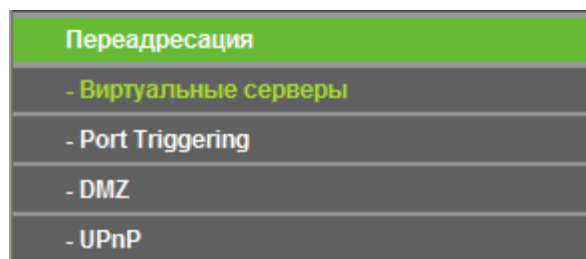 Переадресация
- Виртуальные серверы
- Port Triggering
- DMZ
- UPnP